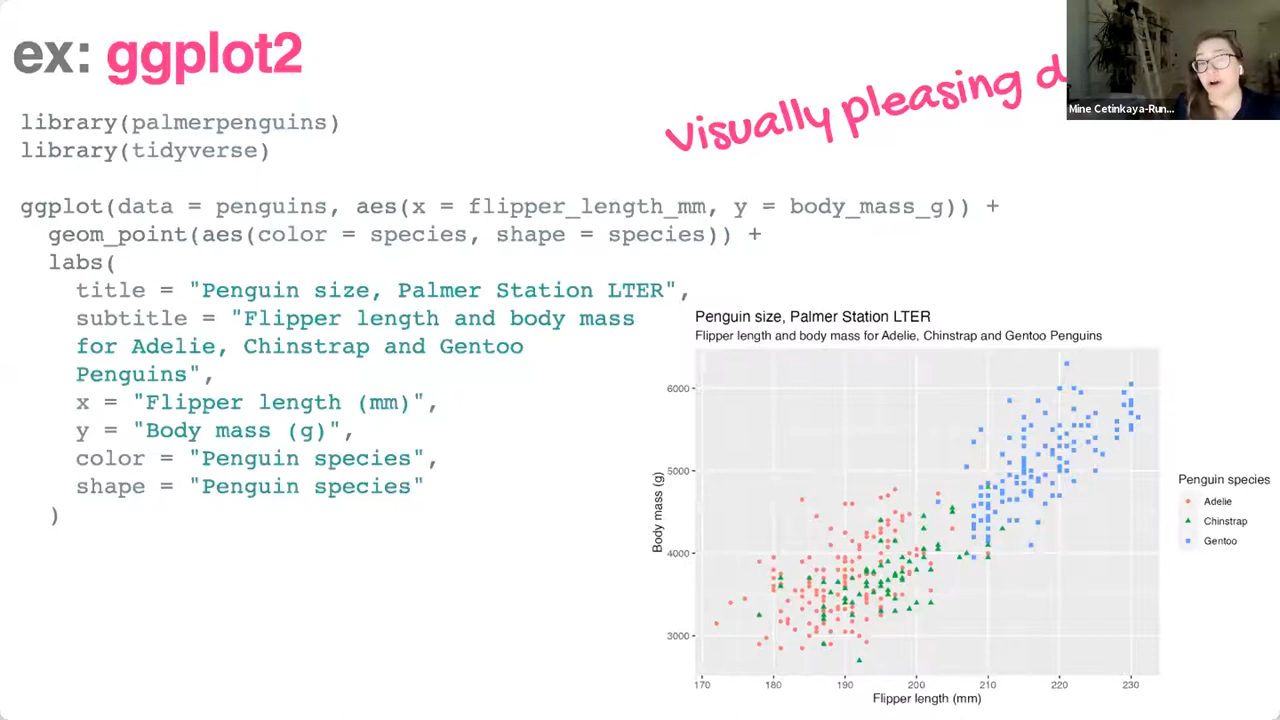 ex: ggplot2
Visually pleasing d
Mine Cetinkaya-Run...
library(palmerpenguins)
library(tidyverse)
ggplot(data = penguins, aes(x = flipper_length_mm, y = body_mass_g)) +
geom_point(aes(color = species, shape = species)) +
labs(
title = "Penguin size, Palmer Station LTER",
subtitle = "Flipper length and body mass
for Adelie, Chinstrap and Gentoo
Penguins",
x = "Flipper length (mm)",
y = "Body mass (g)",
color = "Penguin species",
shape = "Penguin species"
)
Penguin size, Palmer Station LTER
Flipper length and body mass for Adelie, Chinstrap and Gentoo Penguins
6000
5000
4000
3000
Body mass (g)
170 180 190 200 210 220 230
Flipper length (mm)
Penguin species
Adelie
Chinstrap
Gentoo